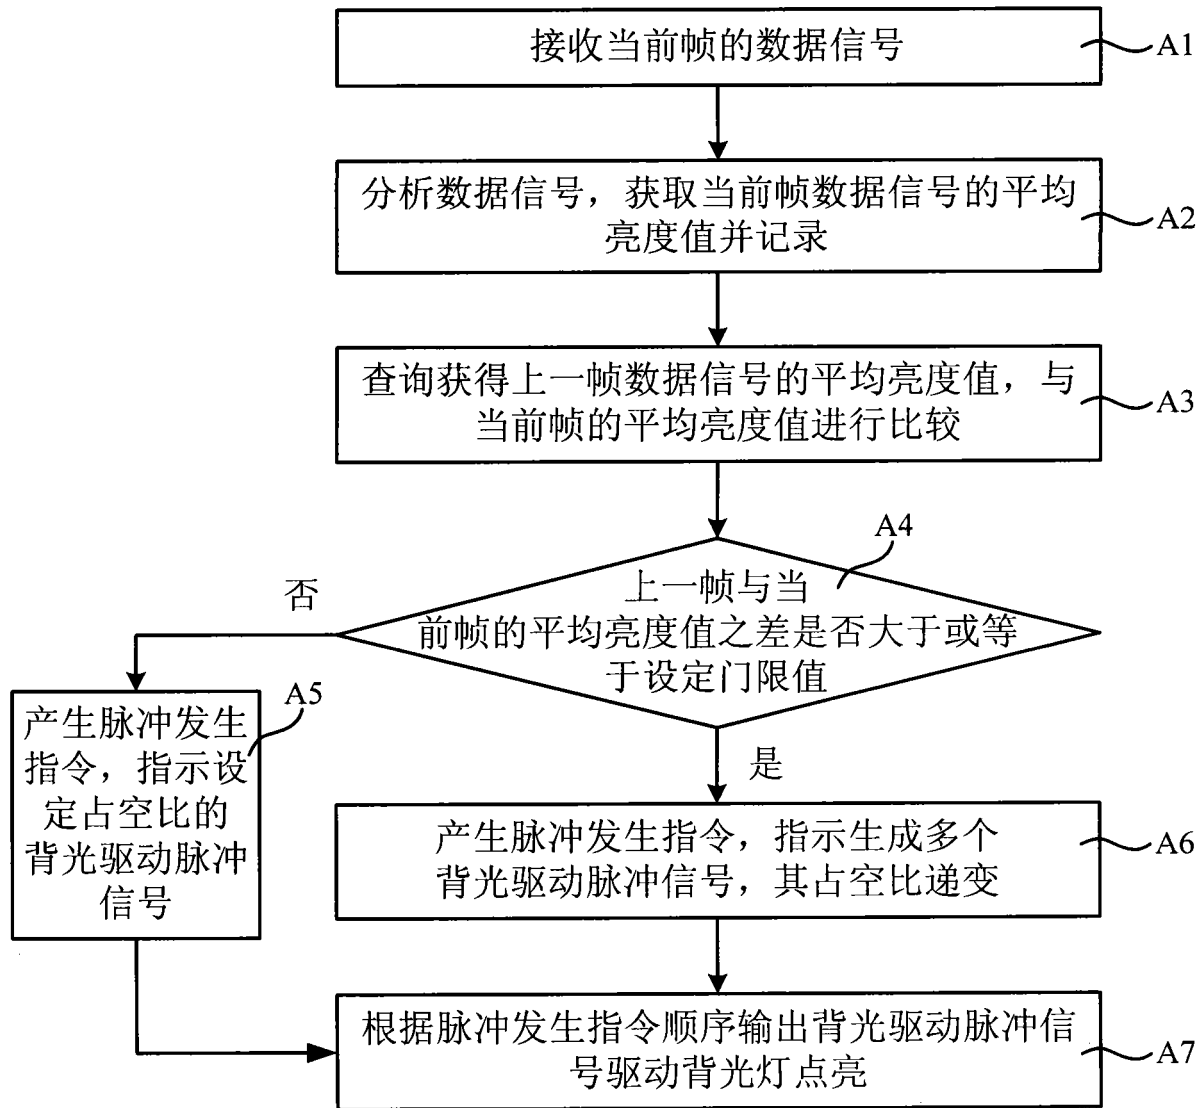 接收当前帧的数据信号
A1
分析数据信号，获取当前帧数据信号的平均
亮度值并记录
A2
查询获得上一帧数据信号的平均亮度值，与
当前帧的平均亮度值进行比较
A3
A4
上一帧与当
前帧的平均亮度值之差是否大于或等
于设定门限值
否
是
A5
产生脉冲发生
指令，指示设
定占空比的
背光驱动脉冲
信号
产生脉冲发生指令，指示生成多个
背光驱动脉冲信号，其占空比递变
A6
根据脉冲发生指令顺序输出背光驱动脉冲信
号驱动背光灯点亮
A7